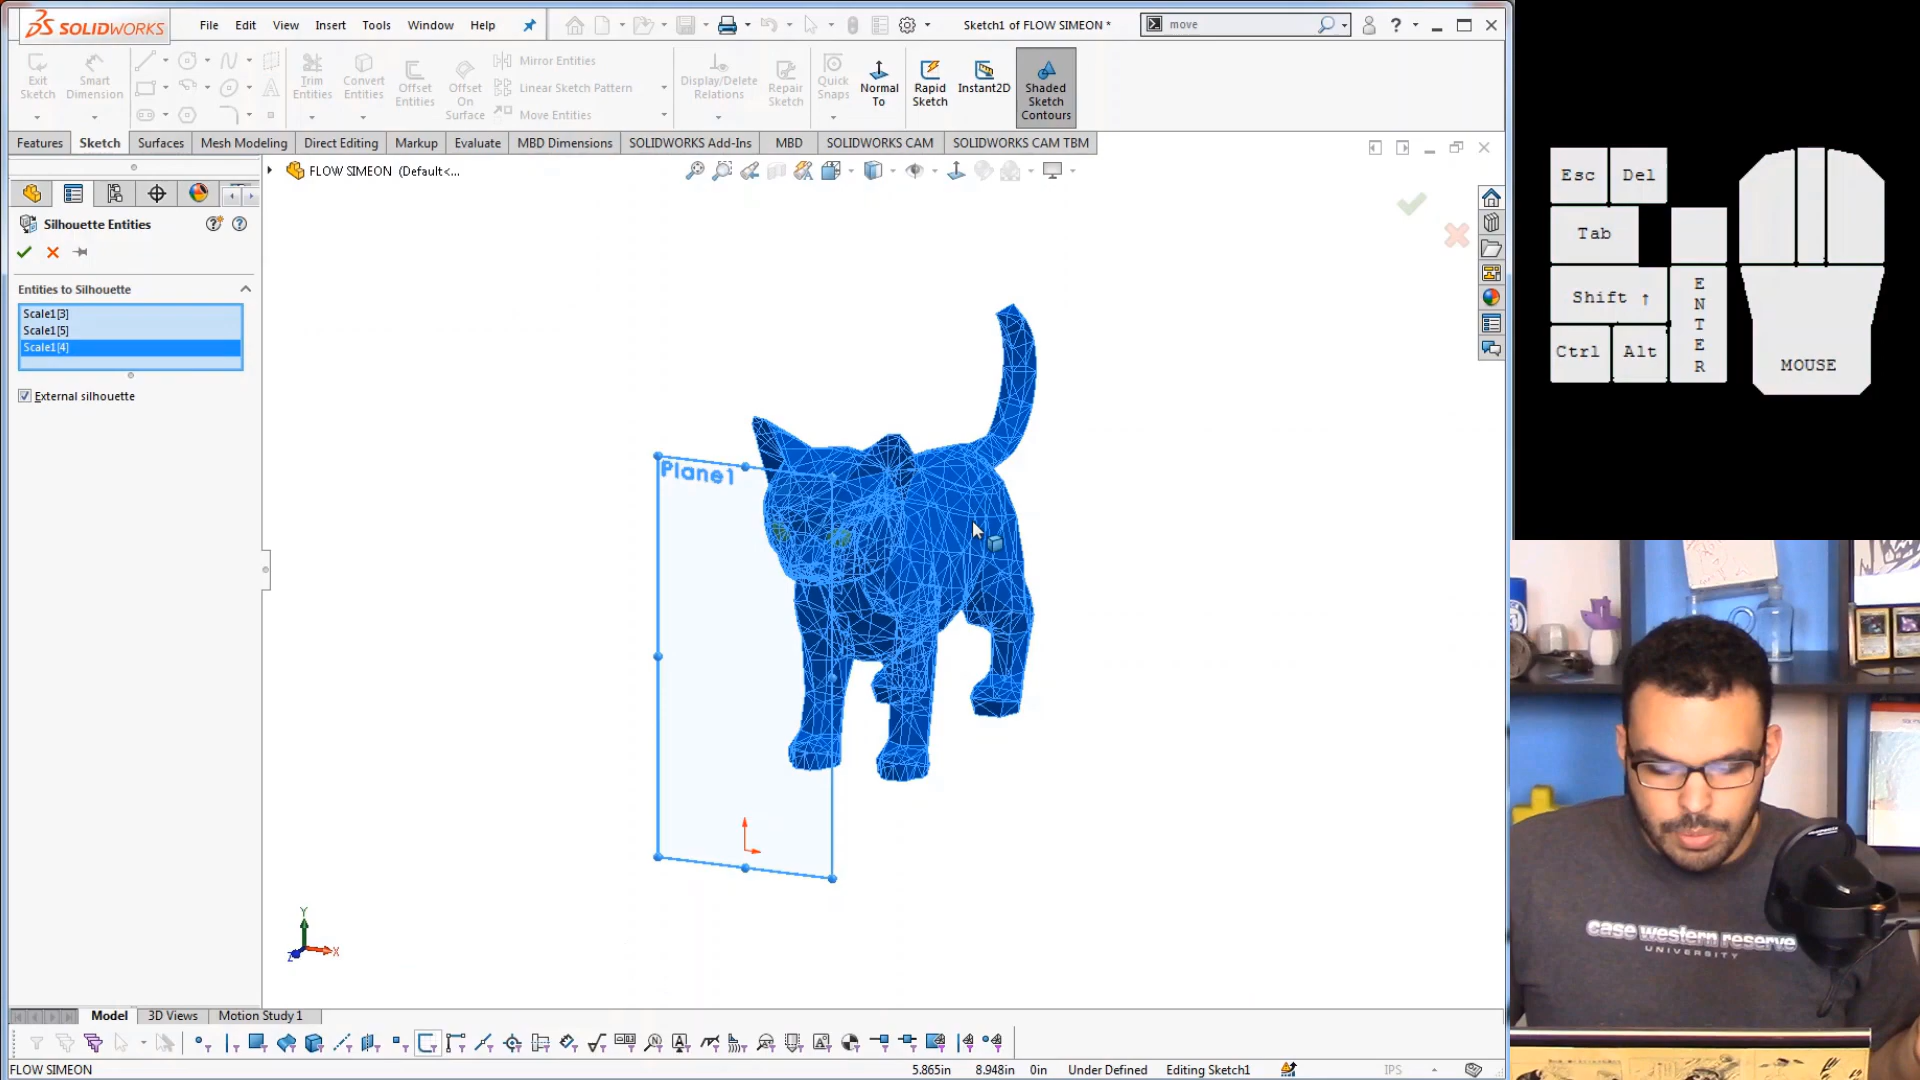 SOLIDWORKS
File Edit View Insert Tools Window Help
Sketch1 of FLOW SIMEON *
move
Exit Sketch
Smart Dimension
Trim Entities
Convert Entities
Offset Entities
Offset On Surface
Mirror Entities
Linear Sketch Pattern
Move Entities
Display/Delete Relations
Repair Sketch
Quick Snaps
Normal To
Rapid Sketch
Instant2D
Shaded Sketch Contours
Features Sketch Surfaces Mesh Modeling Direct Editing Markup Evaluate MBD Dimensions SOLIDWORKS Add-Ins MBD SOLIDWORKS CAM SOLIDWORKS CAM TBM
FLOW SIMEON (Default<...
Silhouette Entities
Entities to Silhouette
Scale1[3]
Scale1[5]
Scale1[4]
External silhouette
Plane1
Y
X
Z
Model 3D Views Motion Study 1
FLOW SIMEON
5.865in 8.948in 0in Under Defined Editing Sketch1 IPS
Esc Del
Tab
Shift ↑
ENTER
Ctrl Alt
MOUSE
case western reserve
UNIVERSITY